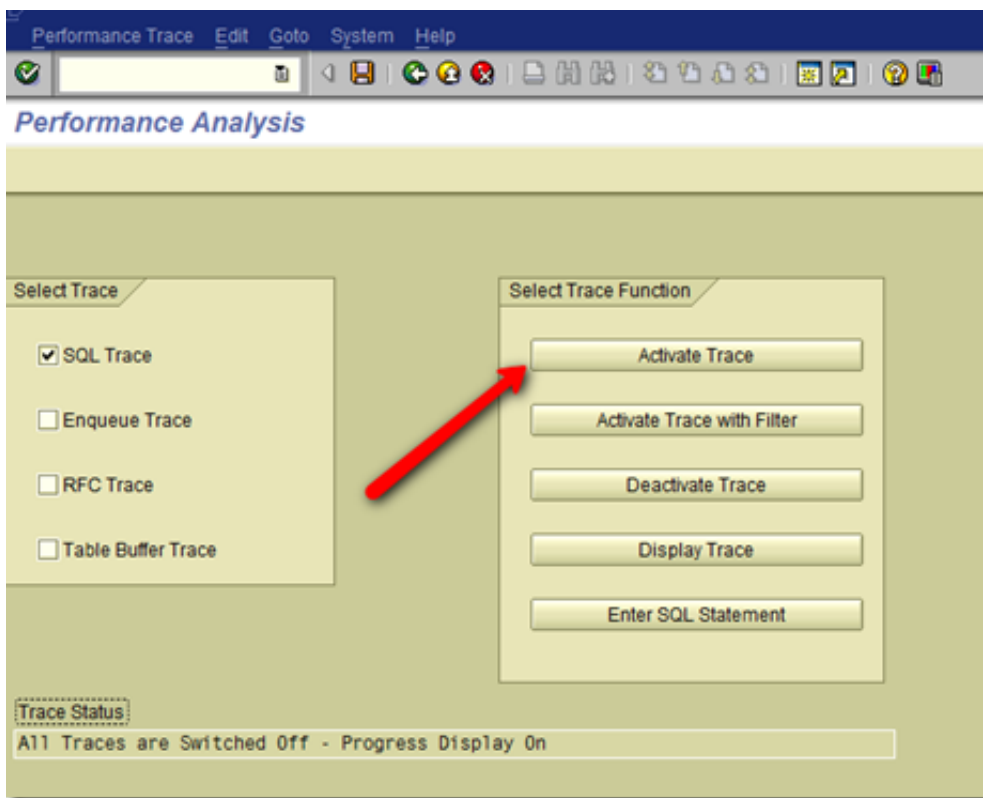 Performance Trace Edit Goto System Help
Performance Analysis
Select Trace
SQL Trace
Enqueue Trace
RFC Trace
Table Buffer Trace
Select Trace Function
Activate Trace
Activate Trace with Filter
Deactivate Trace
Display Trace
Enter SQL Statement
Trace Status
All Traces are Switched Off - Progress Display On